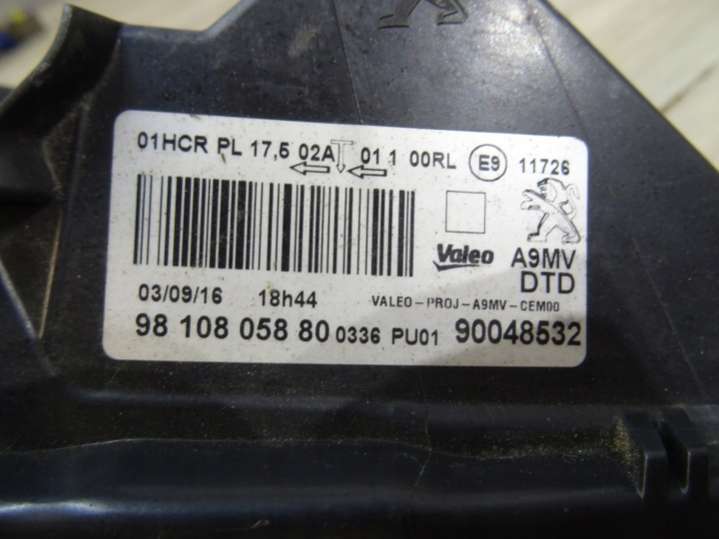 01HCR PL 17,5 02A 01 1 00RL E9 11726
Valeo A9MV
DTD
03/09/16 18h44 VALEO-PROJ-A9MV-CEM00
98 108 058 80 0336 PU01 90048532